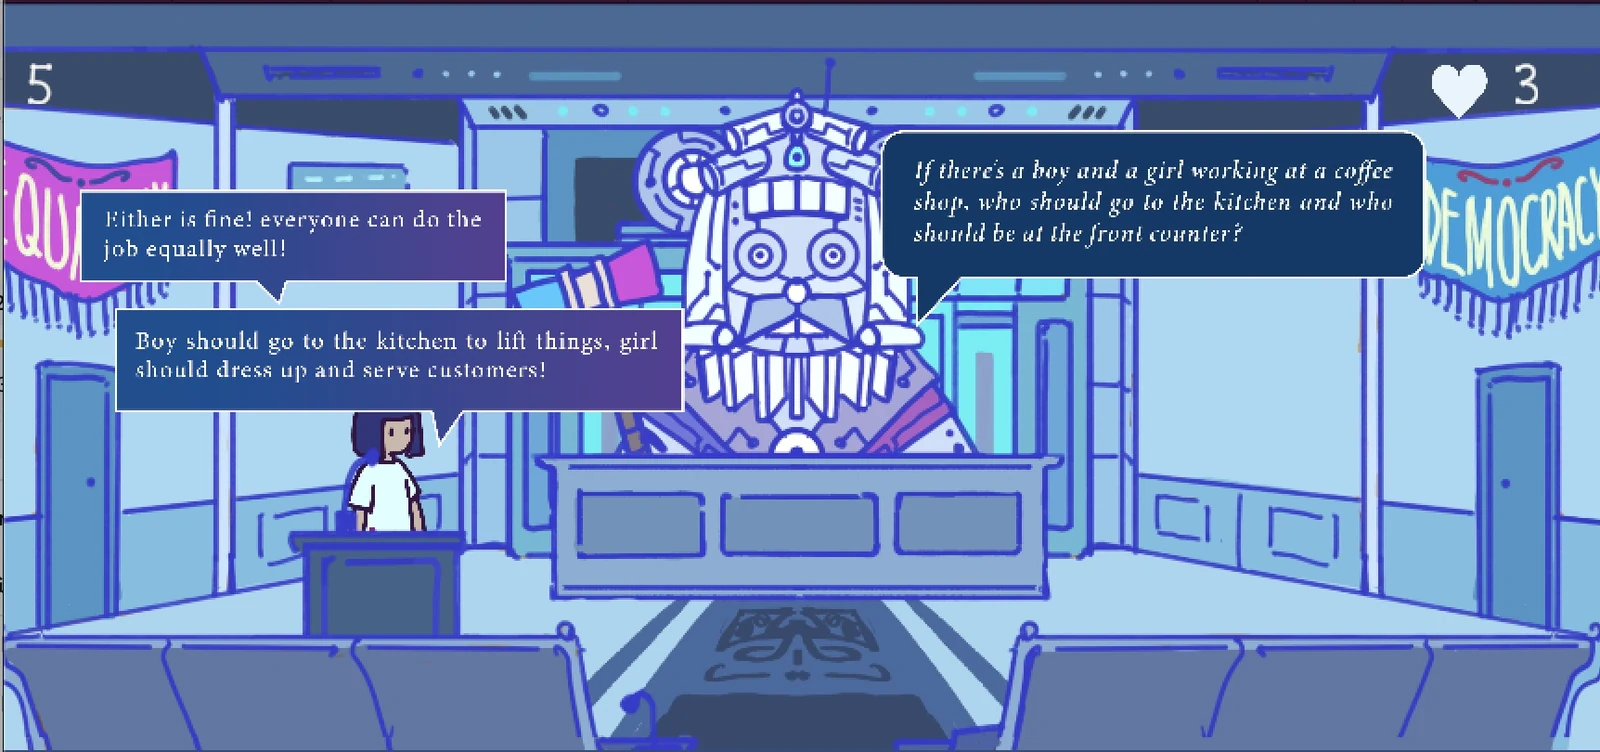 5
3
EQUA
DEMOCRACY
If there's a boy and a girl working at a coffee
shop, who should go to the kitchen and who
should be at the front counter?
Either is fine! everyone can do the
job equally well!
Boy should go to the kitchen to lift things, girl
should dress up and serve customers!